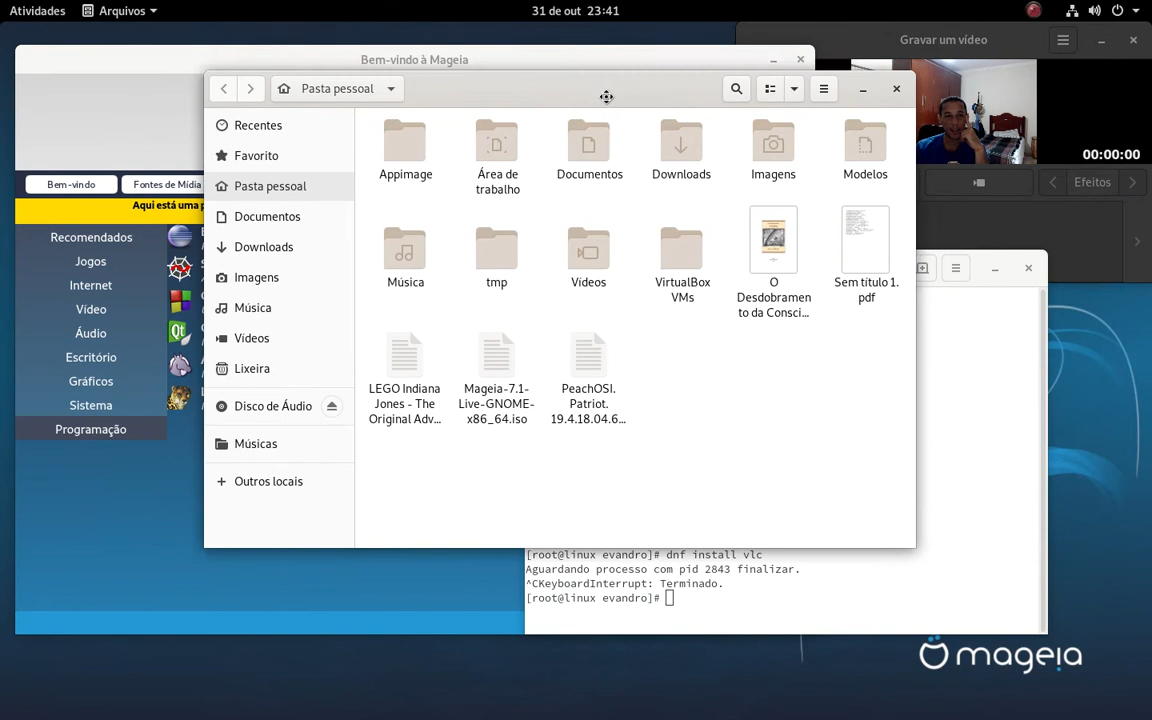 Atividades
Arquivos
31 de out 23:41
Bem-vindo à Mageia
Gravar um vídeo
00:00:00
Efeitos
Bem-vindo
Fontes de Mídia
Aqui está uma
Recomendados
Jogos
Internet
Vídeo
Áudio
Escritório
Gráficos
Sistema
Programação
Pasta pessoal
Recentes
Favorito
Pasta pessoal
Documentos
Downloads
Imagens
Música
Vídeos
Lixeira
Disco de Áudio
Músicas
Outros locais
Appimage
Área de
trabalho
Documentos
Downloads
Imagens
Modelos
Música
tmp
Vídeos
VirtualBox
VMs
O
Desdobramen
to da Consci...
Sem título 1.
pdf
LEGO Indiana
Jones - The
Original Adv...
Mageia-7.1-
Live-GNOME-
x86_64.iso
PeachOSI.
Patriot.
19.4.18.04.6...
[root@linux evandro]# dnf install vlc
Aguardando processo com pid 2843 finalizar.
^CKeyboardInterrupt: Terminado.
[root@linux evandro]#
mageia